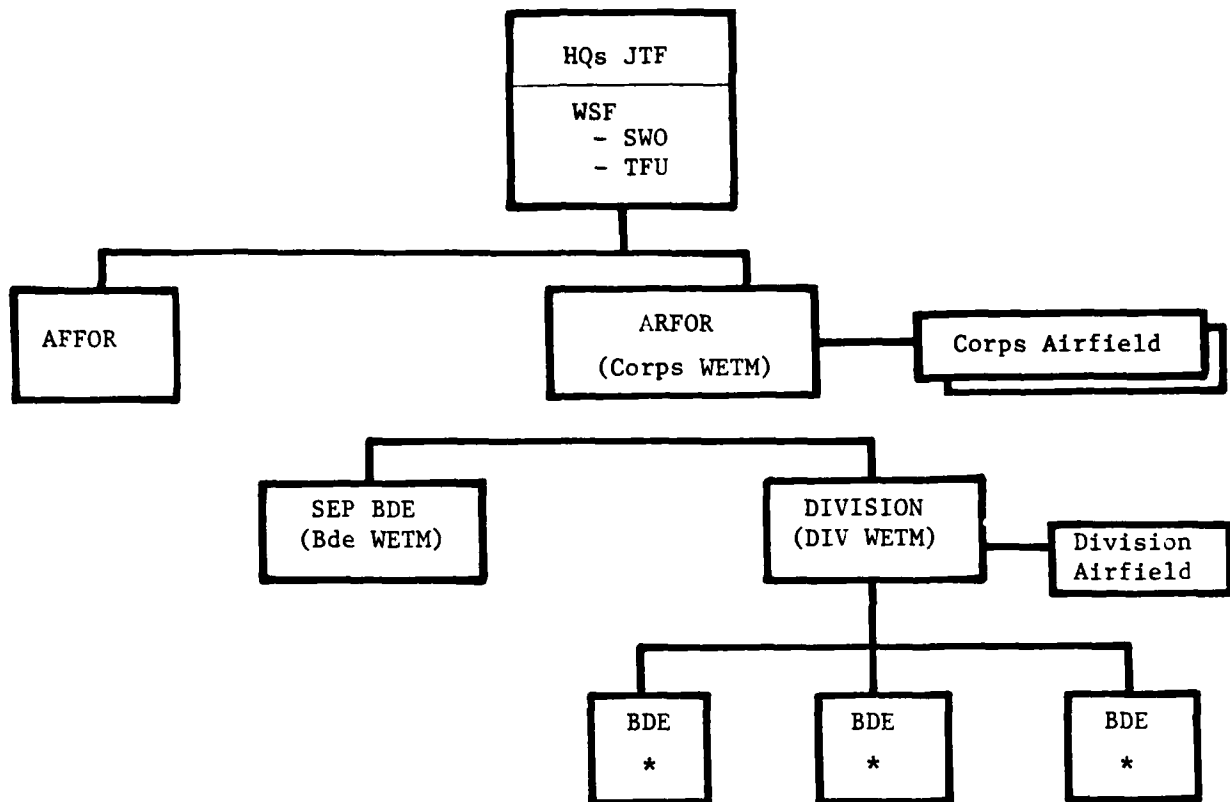 HQs JTF
WSF
- SWO
- TFU
AFFOR
ARFOR
(Corps WETM)
Corps Airfield
SEP BDE
(Bde WETM)
DIVISION
(DIV WETM)
Division
Airfield
BDE
*
BDE
*
BDE
*